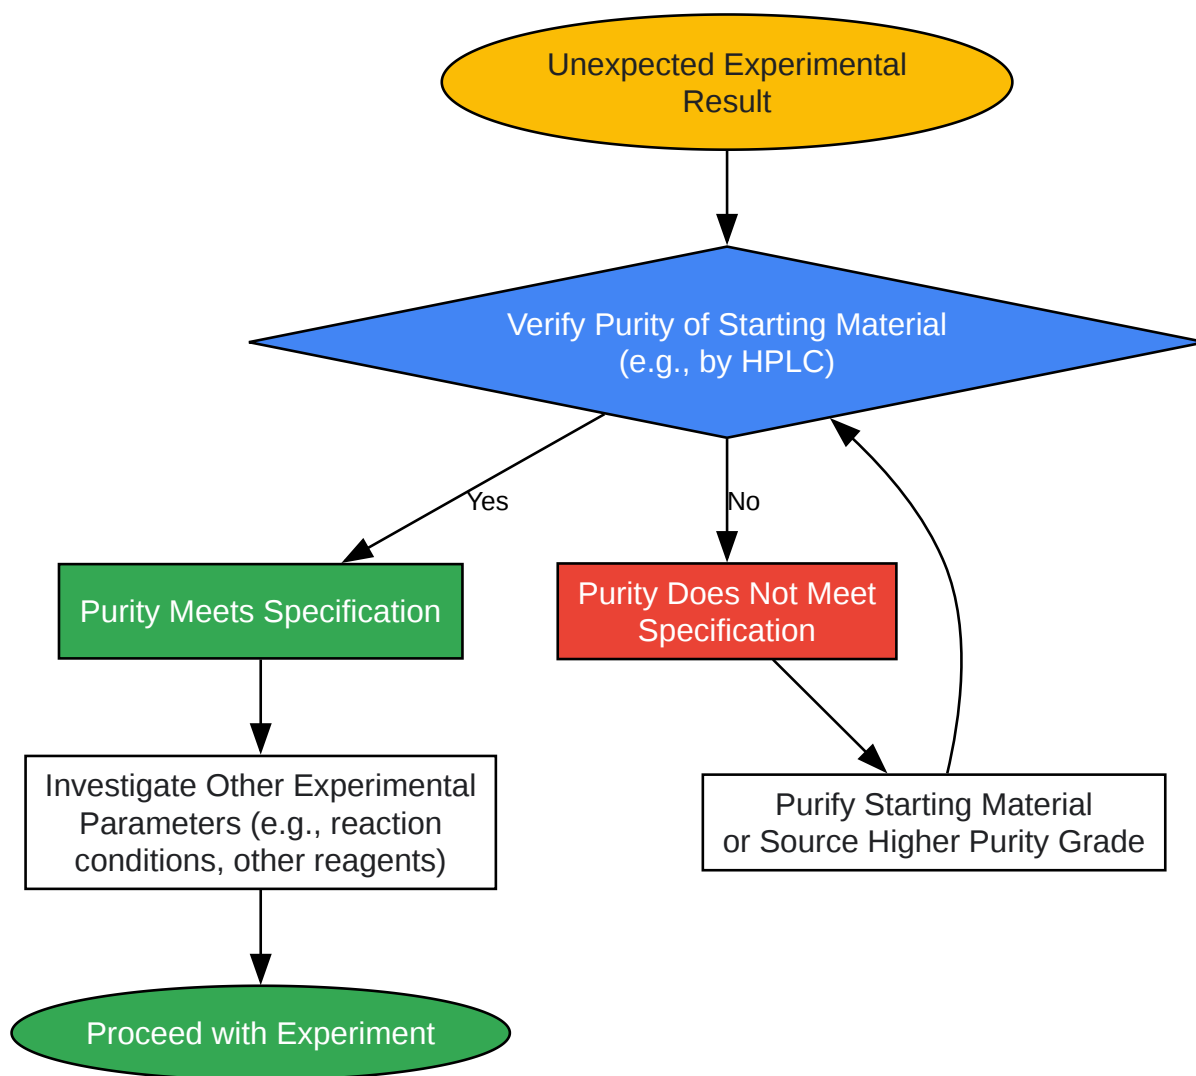 Unexpected Experimental
Result
Verify Purity of Starting Material
(e.g., by HPLC)
Yes
No
Purity Meets Specification
Purity Does Not Meet
Specification
Investigate Other Experimental
Parameters (e.g., reaction
conditions, other reagents)
Purify Starting Material
or Source Higher Purity Grade
Proceed with Experiment